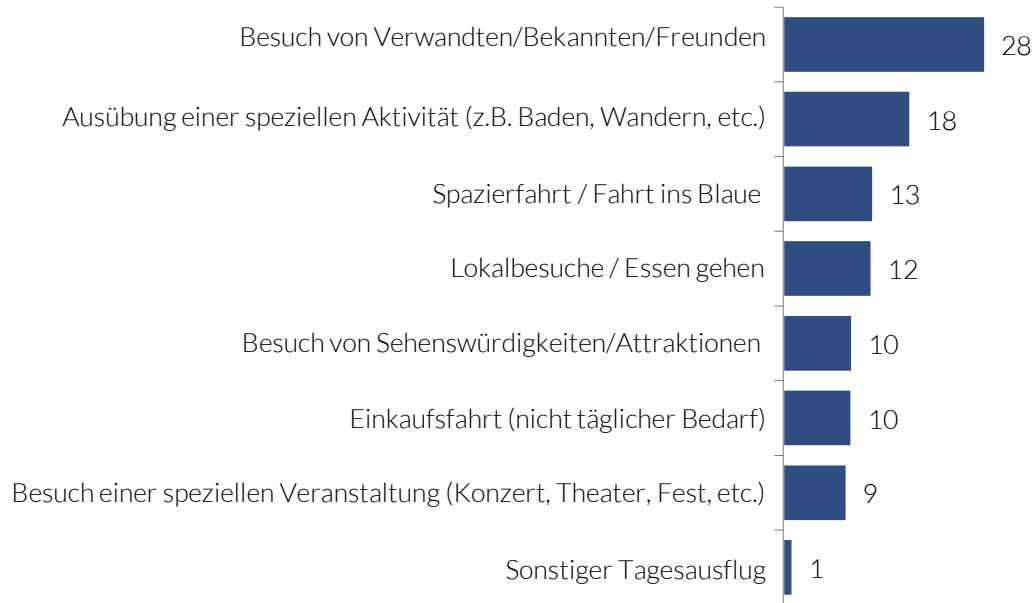 Besuch von Verwandten/Bekannten/Freunden 28
Ausübung einer speziellen Aktivität (z.B. Baden, Wandern, etc.) 18
Spazierfahrt / Fahrt ins Blaue 13
Lokalbesuche / Essen gehen 12
Besuch von Sehenswürdigkeiten/Attraktionen 10
Einkaufsfahrt (nicht täglicher Bedarf) 10
Besuch einer speziellen Veranstaltung (Konzert, Theater, Fest, etc.) 9
Sonstiger Tagesausflug 1